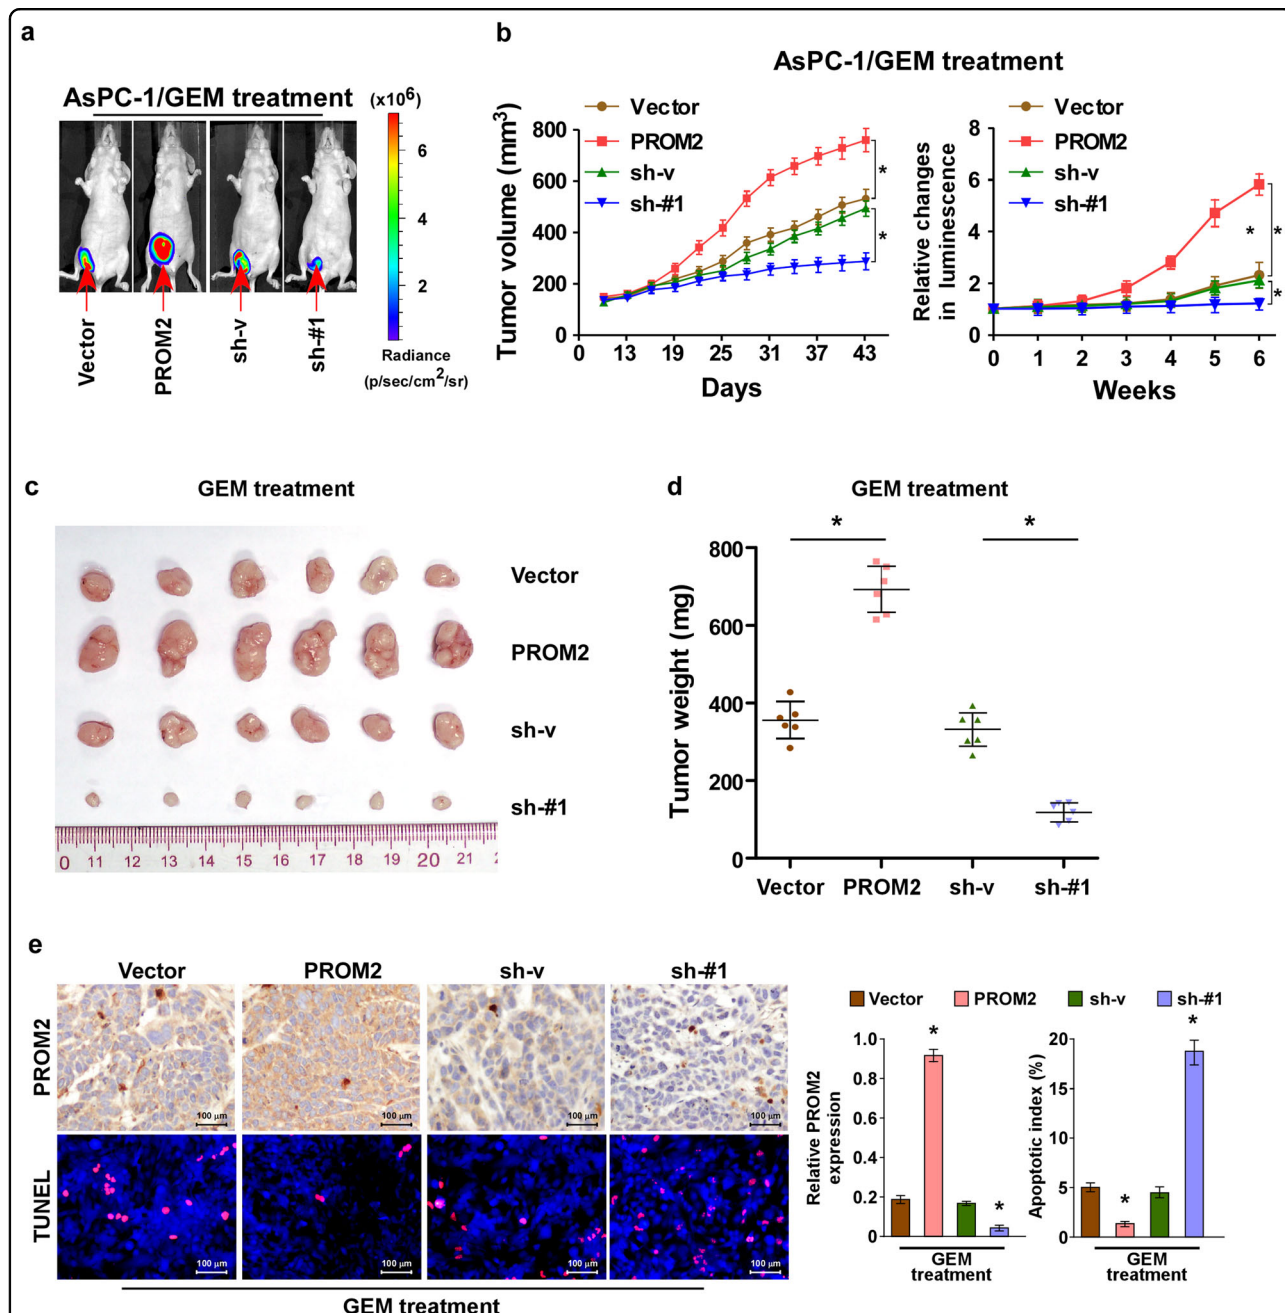 a
AsPC-1/GEM treatment
(x10⁶)
6
4
2
Radiance
(p/sec/cm²/sr)
Vector
PROM2
sh-v
sh-#1
b
AsPC-1/GEM treatment
Vector
PROM2
sh-v
sh-#1
Tumor volume (mm³)
800
600
400
200
0
*
*
0 13 19 25 31 37 43
Days
Vector
PROM2
sh-v
sh-#1
Relative changes
in luminescence
8
6
4
2
0
* *
*
0 1 2 3 4 5 6
Weeks
c
GEM treatment
Vector
PROM2
sh-v
sh-#1
0 11 12 13 14 15 16 17 18 19 20 21
d
GEM treatment
* *
Tumor weight (mg)
800
600
400
200
0
Vector PROM2 sh-v sh-#1
e
Vector PROM2 sh-v sh-#1
PROM2
100 µm 100 µm 100 µm 100 µm
TUNEL
100 µm 100 µm 100 µm 100 µm
GEM treatment
Vector PROM2 sh-v sh-#1
Relative PROM2
expression
1.0
0.8
0.6
0.4
0.2
0
*
*
GEM
treatment
Apoptotic index (%)
20
15
10
5
0
*
*
GEM
treatment